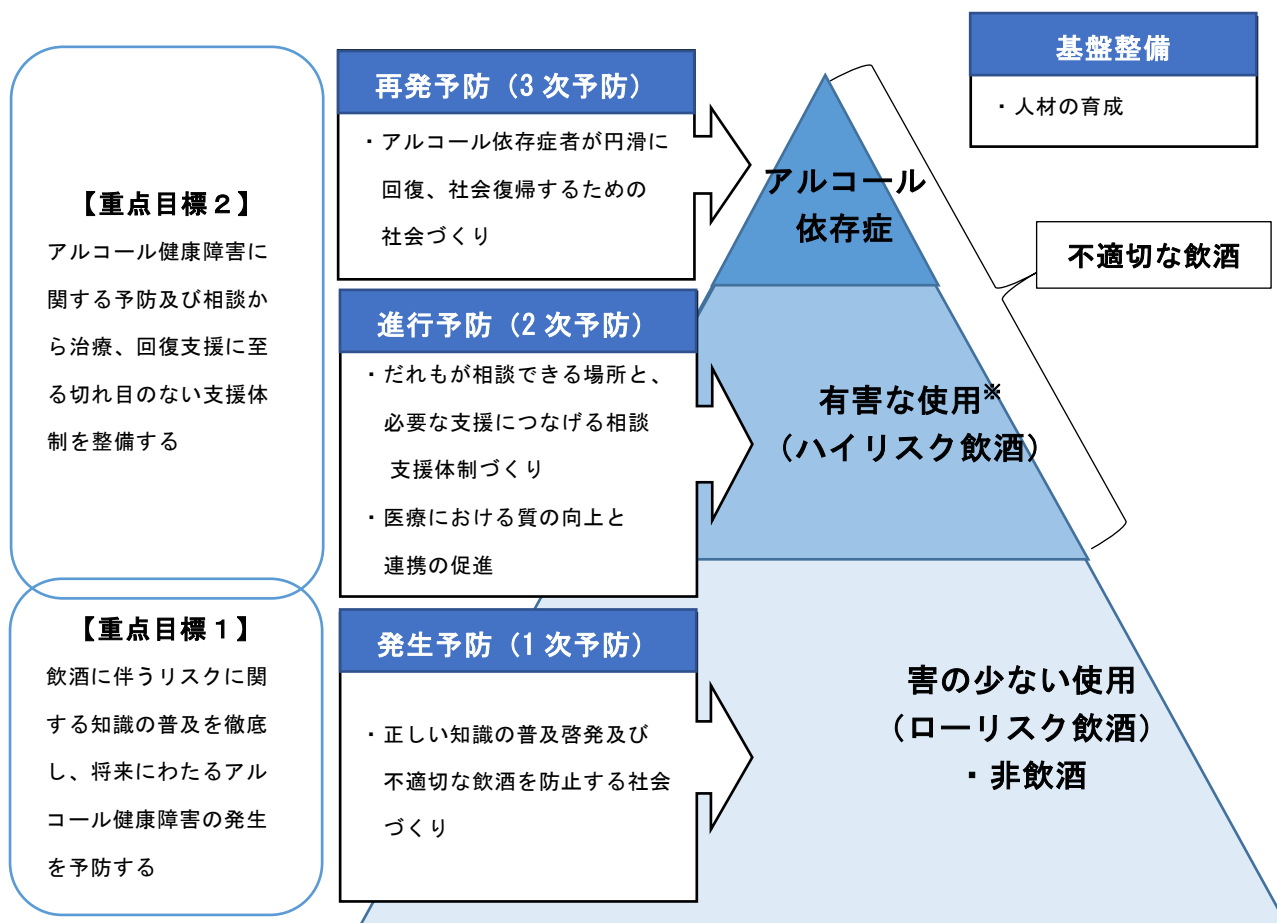 基盤整備
・人材の育成
再発予防（3 次予防）
・アルコール依存症者が円滑に
回復、社会復帰するための
社会づくり
アルコール
依存症
不適切な飲酒
【重点目標２】
アルコール健康障害に
関する予防及び相談か
ら治療、回復支援に至
る切れ目のない支援体
制を整備する
進行予防（2 次予防）
・だれもが相談できる場所と、
必要な支援につなげる相談
支援体制づくり
・医療における質の向上と
連携の促進
有害な使用※
（ハイリスク飲酒）
【重点目標１】
飲酒に伴うリスクに関
する知識の普及を徹底
し、将来にわたるアル
コール健康障害の発生
を予防する
発生予防（1 次予防）
・正しい知識の普及啓発及び
不適切な飲酒を防止する社会
づくり
害の少ない使用
（ローリスク飲酒）
・非飲酒